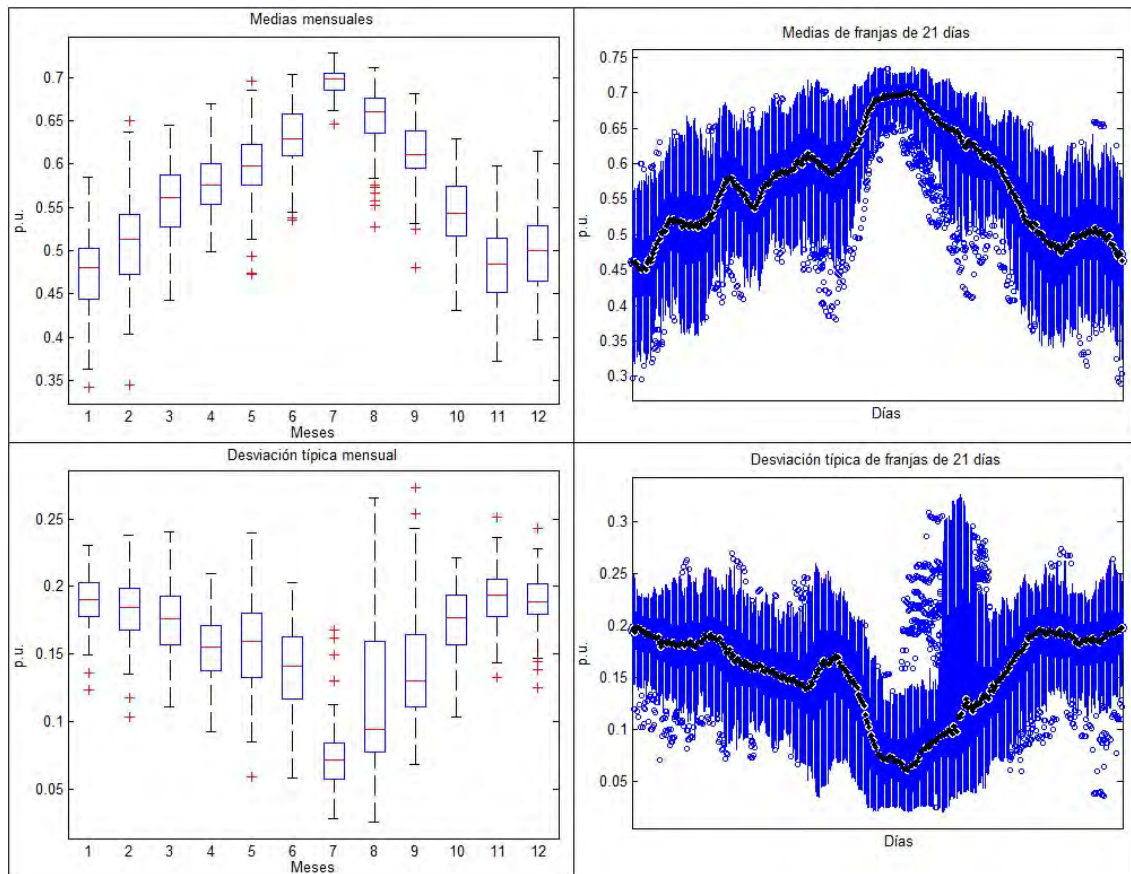 Medias mensuales
0.7
0.65
0.6
0.55
0.5
0.45
0.4
0.35
p.u.
1 2 3 4 5 6 7 8 9 10 11 12
Meses
Medias de franjas de 21 días
0.75
0.7
0.65
0.6
0.55
0.5
0.45
0.4
0.35
0.3
p.u.
Días
Desviación típica mensual
0.25
0.2
0.15
0.1
0.05
p.u.
1 2 3 4 5 6 7 8 9 10 11 12
Meses
Desviación típica de franjas de 21 días
0.3
0.25
0.2
0.15
0.1
0.05
p.u.
Días